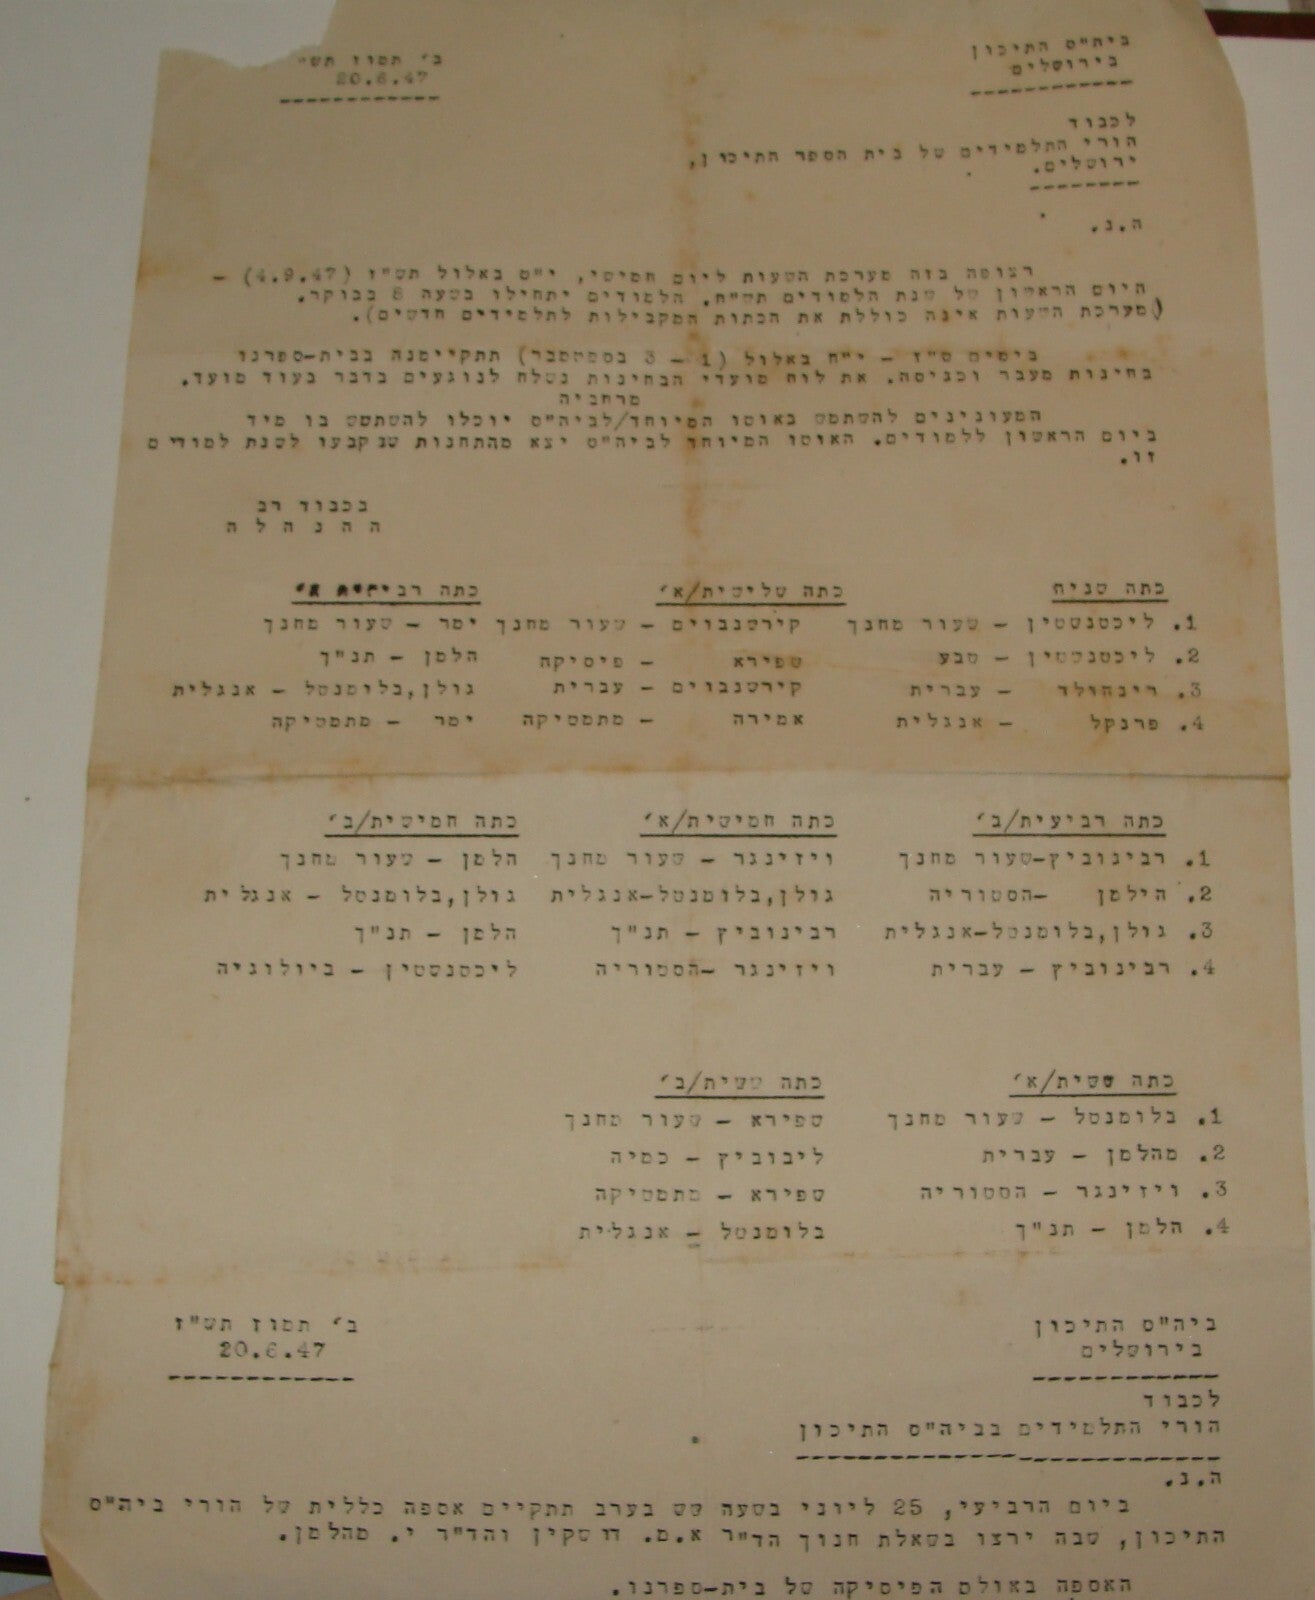 ביה"ס התיכון
בירושלים
ב' תמוז תש"
20.6.47
לכבוד
הורי התלמידים של בית הספר התיכון,
ירושלים.
ה.נ.
רצופה בזה מערכת השעות ליום חמישי, י"ט באלול תש"ז (4.9.47) –
היום הראשון של שנת הלמודים תש"ח. הלמודים יתחילו בשעה 8 בבוקר.
(מערכת השעות אינה כוללת את הכתות המקבילות לתלמידים חדשים).
בימים ט"ז – י"ח באלול (1 – 3 בספטמבר) תתקיימנה בבית-ספרנו
בחינות מעבר וכניסה. את לוח מועדי הבחינות נשלח לנוגעים בדבר בעוד מועד.
מרחביה
המעונינים להשתמש באוטו המיוחד/לביה"ס יוכלו להשתמש בו מיד
ביום הראשון ללמודים. האוטו המיוחד לביה"ס יצא מהתחנות שנקבעו לשנת למודים
זו.
בכבוד רב
ההנהלה
כתה שניה כתה שלישית/א' כתה רביעית א'
1. ליכטנשטין – שעור מחנך קירשנבוים – שעור מחנך ימר – שעור מחנך
2. ליכטנשטין – טבע שפירא – פיסיקה הלמן – תנ"ך
3. רינהולד – עברית קירשנבוים – עברית גולן,בלומנטל – אנגלית
4. פרנקל – אנגלית אמירה – מתמטיקה ימר – מתמטיקה
כתה רביעית/ב' כתה חמישית/א' כתה חמישית/ב'
1. רבינוביץ–שעור מחנך ויזינגר – שעור מחנך הלמן – שעור מחנך
2. הילמן –הסטוריה גולן,בלומנטל–אנגלית גולן,בלומנטל – אנגלית
3. גולן,בלומנטל–אנגלית רבינוביץ – תנ"ך הלמן – תנ"ך
4. רבינוביץ – עברית ויזינגר –הסטוריה ליכטנשטין – ביולוגיה
כתה ששית/א' כתה ששית/ב'
1. בלומנטל – שעור מחנך שפירא – שעור מחנך
2. מהלמן – עברית ליבוביץ – כמיה
3. ויזינגר – הסטוריה שפירא – מתמטיקה
4. הלמן – תנ"ך בלומנטל – אנגלית
ביה"ס התיכון
בירושלים
ב' תמוז תש"ז
20.6.47
לכבוד
הורי התלמידים בביה"ס התיכון
ה.נ.
ביום הרביעי, 25 ליוני בשעה שש בערב תתקיים אספה כללית של הורי ביה"ס
התיכון, שבה ירצו בשאלת חנוך הד"ר א.מ. דושקין והד"ר י. מהלמן.
האספה באולם הפיסיקה של בית-ספרנו.